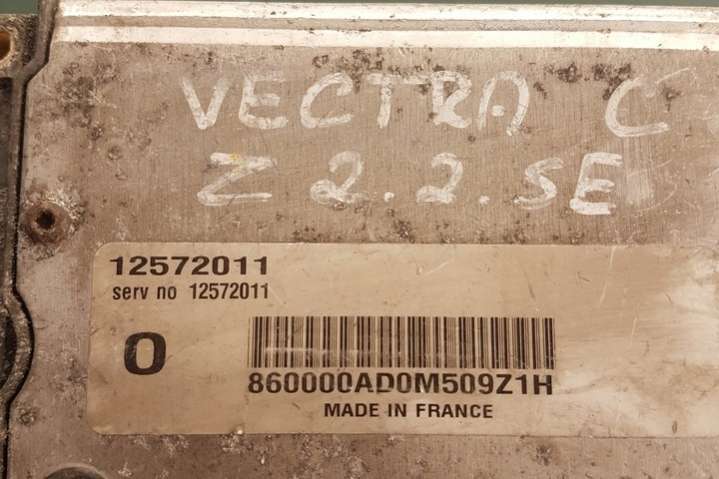 VECTRA C
Z 2.2.SE
12572011
serv no 12572011
O
860000AD0M509Z1H
MADE IN FRANCE